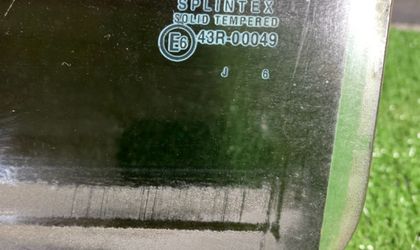 SPLINTEX
SOLID TEMPERED
E6 43R-00049
J 6